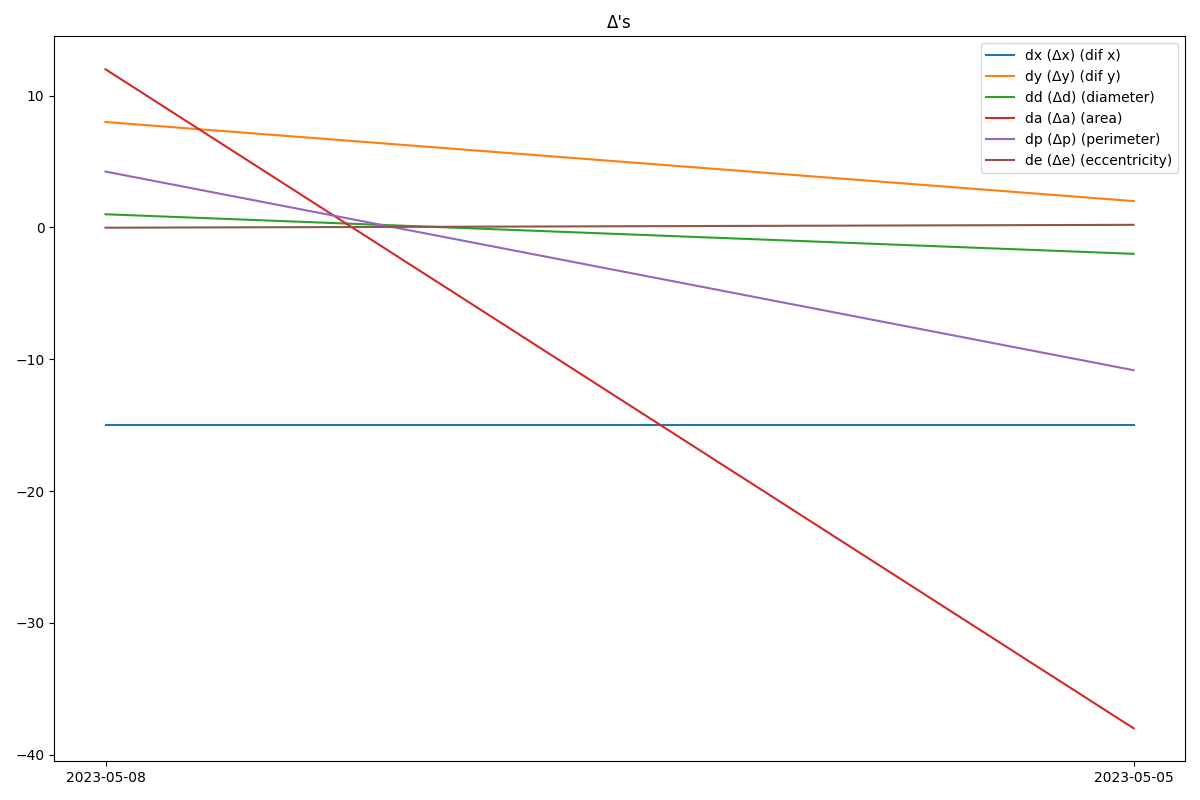 Δ's
dx (Δx) (dif x)
dy (Δy) (dif y)
dd (Δd) (diameter)
da (Δa) (area)
dp (Δp) (perimeter)
de (Δe) (eccentricity)
10
0
−10
−20
−30
−40
2023-05-08 2023-05-05